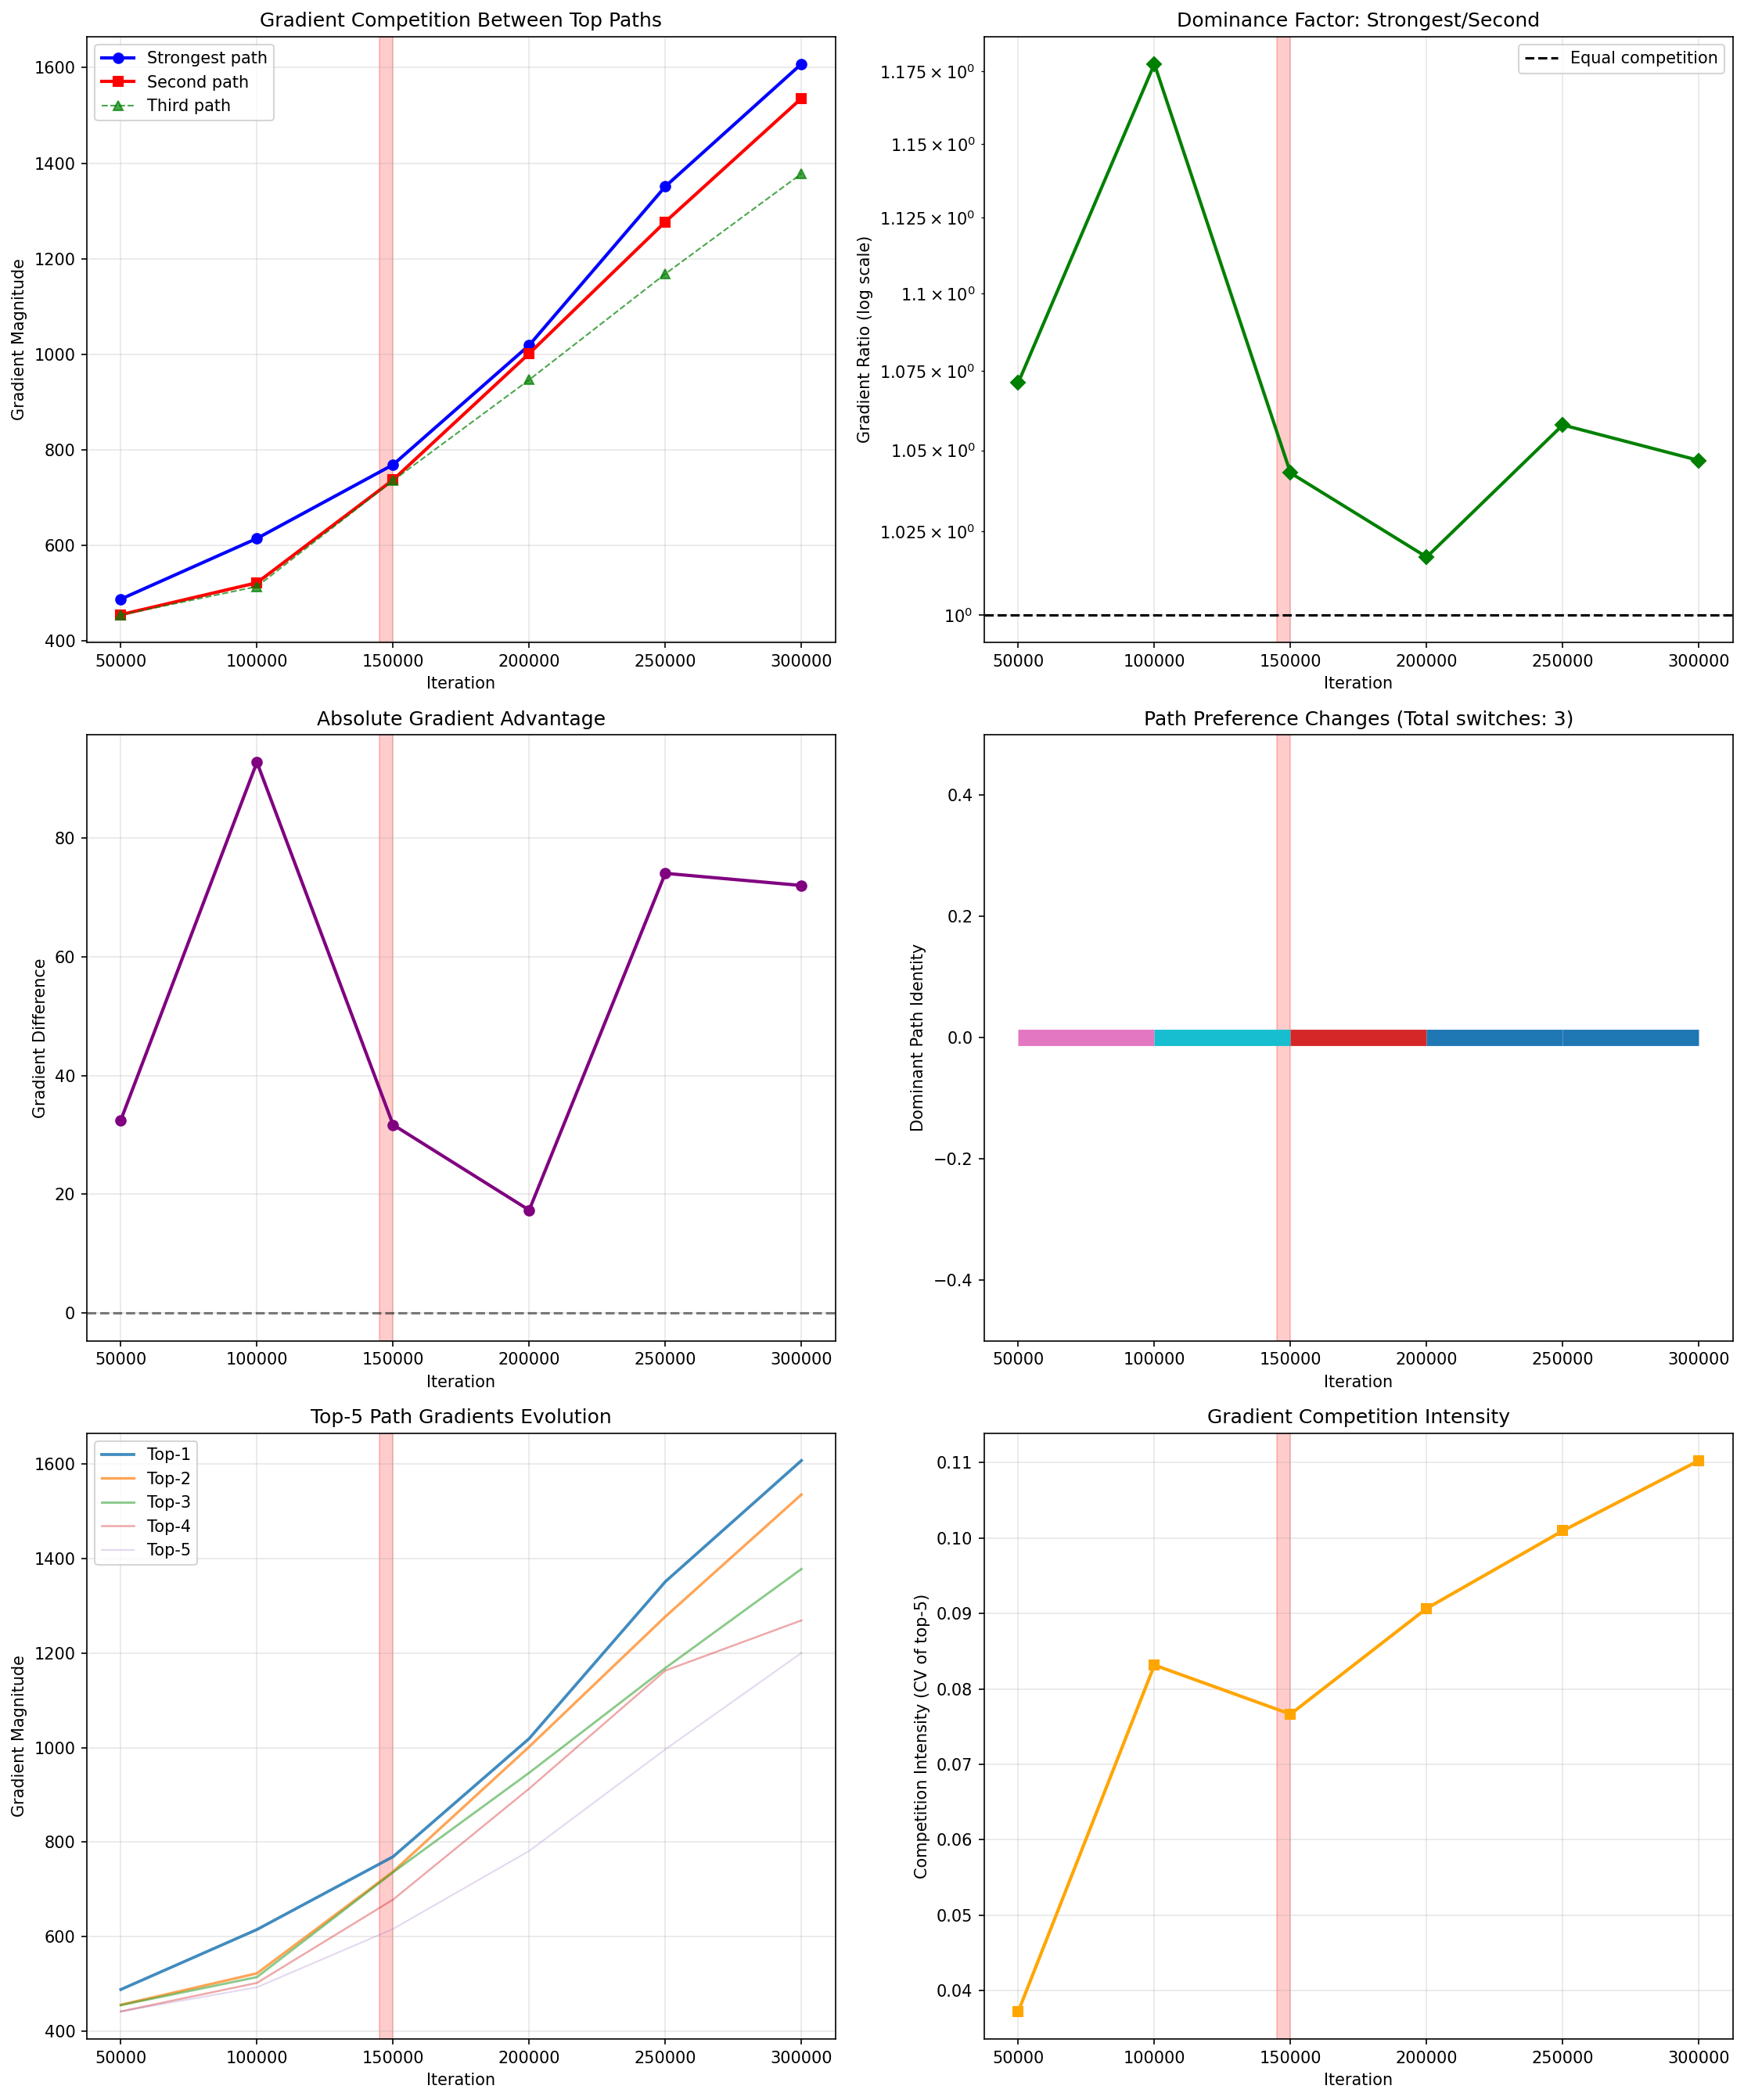 Gradient Competition Between Top Paths
Strongest path
Second path
Third path
Gradient Magnitude
1600
1400
1200
1000
800
600
400
50000 100000 150000 200000 250000 300000
Iteration
Dominance Factor: Strongest/Second
Equal competition
Gradient Ratio (log scale)
1.175 × 10⁰
1.15 × 10⁰
1.125 × 10⁰
1.1 × 10⁰
1.075 × 10⁰
1.05 × 10⁰
1.025 × 10⁰
10⁰
50000 100000 150000 200000 250000 300000
Iteration
Absolute Gradient Advantage
Gradient Difference
80
60
40
20
0
50000 100000 150000 200000 250000 300000
Iteration
Path Preference Changes (Total switches: 3)
Dominant Path Identity
0.4
0.2
0.0
−0.2
−0.4
50000 100000 150000 200000 250000 300000
Iteration
Top-5 Path Gradients Evolution
Top-1
Top-2
Top-3
Top-4
Top-5
Gradient Magnitude
1600
1400
1200
1000
800
600
400
50000 100000 150000 200000 250000 300000
Iteration
Gradient Competition Intensity
Competition Intensity (CV of top-5)
0.11
0.10
0.09
0.08
0.07
0.06
0.05
0.04
50000 100000 150000 200000 250000 300000
Iteration